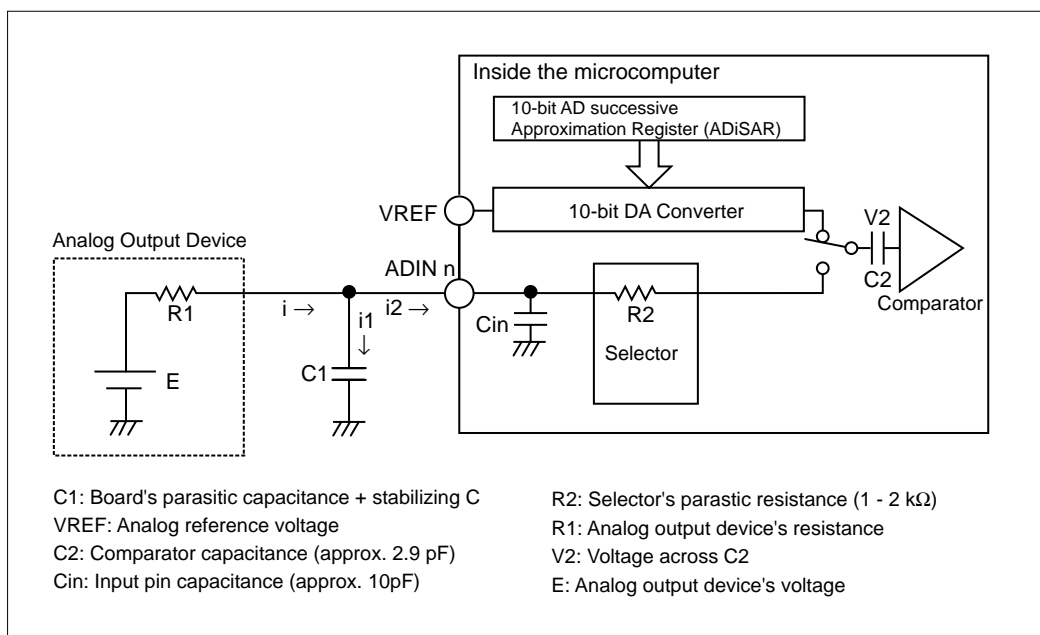 Inside the microcomputer
10-bit AD successive
Approximation Register (ADiSAR)
VREF
10-bit DA Converter
V2
C2
Comparator
Analog Output Device
ADIN n
R1
i →
i1
↓
i2 →
Cin
R2
Selector
E
C1
C1: Board's parasitic capacitance + stabilizing C
VREF: Analog reference voltage
C2: Comparator capacitance (approx. 2.9 pF)
Cin: Input pin capacitance (approx. 10pF)
R2: Selector's parastic resistance (1 - 2 kΩ)
R1: Analog output device's resistance
V2: Voltage across C2
E: Analog output device's voltage